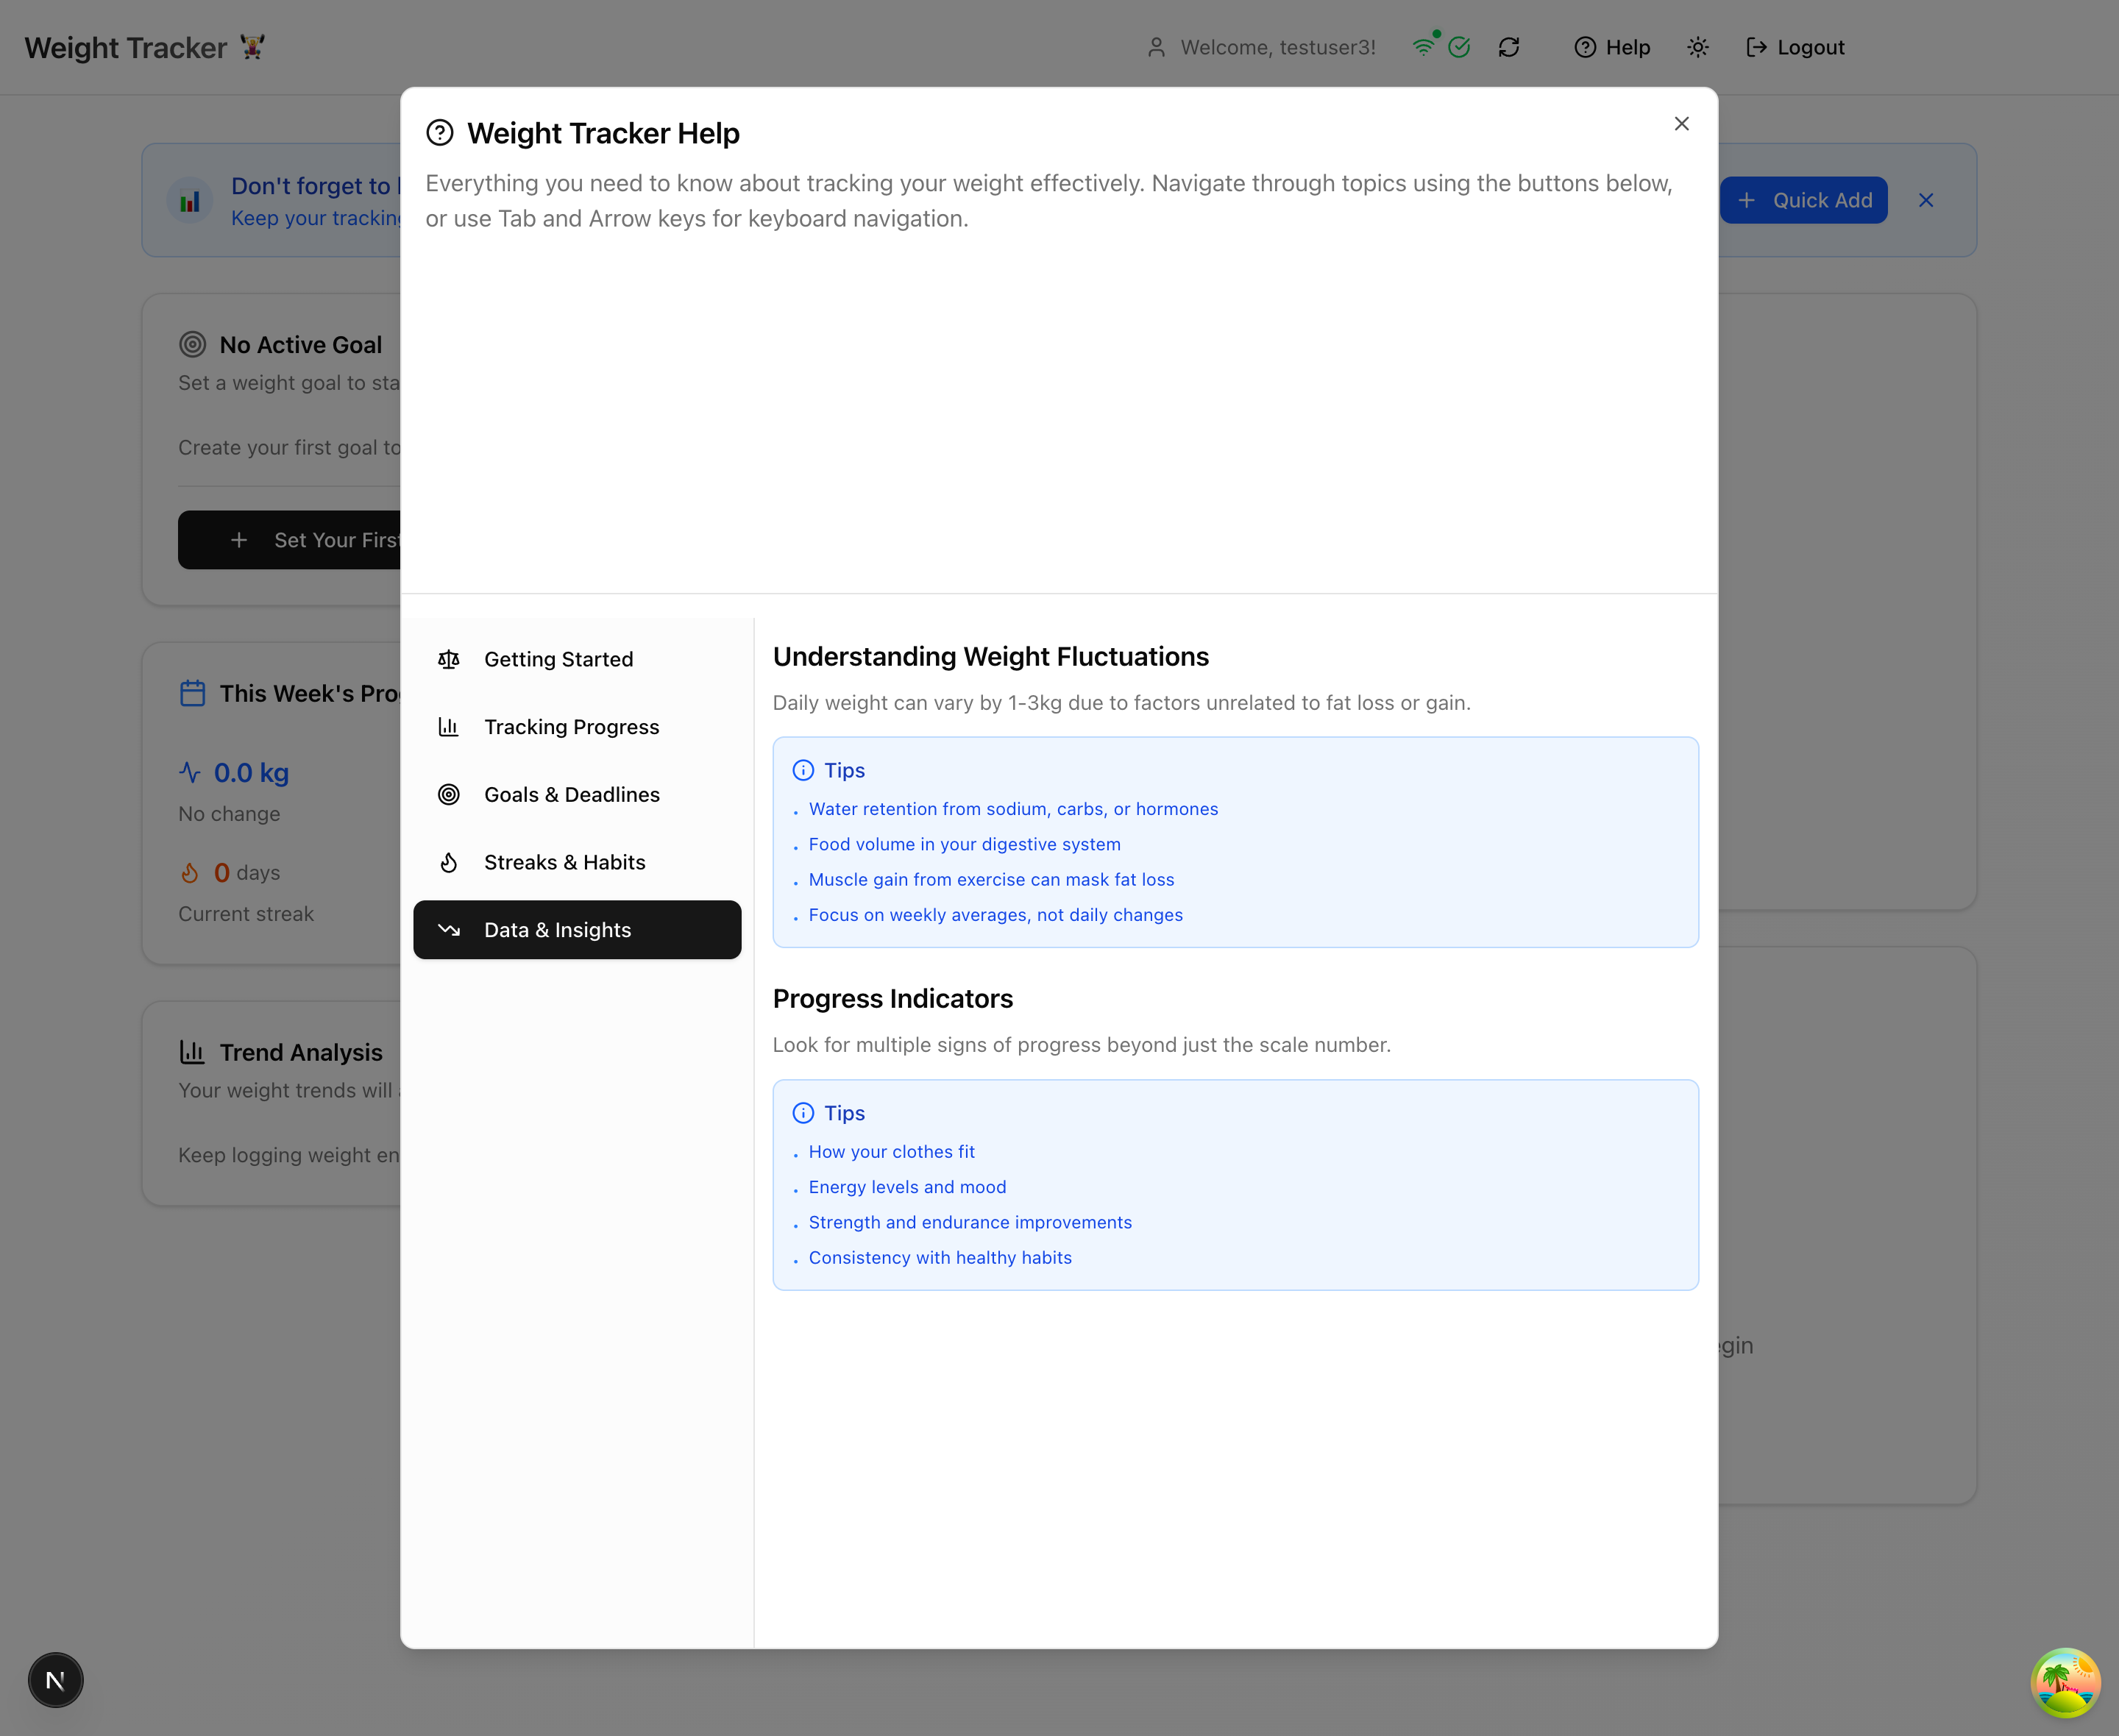 Weight Tracker
Welcome, testuser3!
Help
Logout
Weight Tracker Help
Everything you need to know about tracking your weight effectively. Navigate through topics using the buttons below,
or use Tab and Arrow keys for keyboard navigation.
Don't forget to
Keep your tracking
Quick Add
No Active Goal
Set a weight goal to sta
Create your first goal to
Set Your First
This Week's Pro
0.0 kg
No change
0 days
Current streak
Trend Analysis
Your weight trends will
Keep logging weight en
Getting Started
Tracking Progress
Goals & Deadlines
Streaks & Habits
Data & Insights
Understanding Weight Fluctuations
Daily weight can vary by 1-3kg due to factors unrelated to fat loss or gain.
Tips
• Water retention from sodium, carbs, or hormones
• Food volume in your digestive system
• Muscle gain from exercise can mask fat loss
• Focus on weekly averages, not daily changes
Progress Indicators
Look for multiple signs of progress beyond just the scale number.
Tips
• How your clothes fit
• Energy levels and mood
• Strength and endurance improvements
• Consistency with healthy habits
egin
N